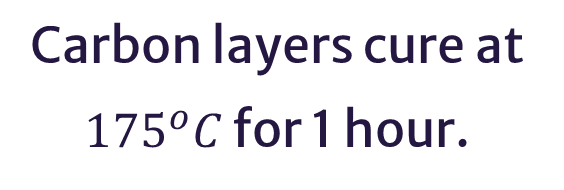 Carbon layers cure at
175°C for 1 hour.